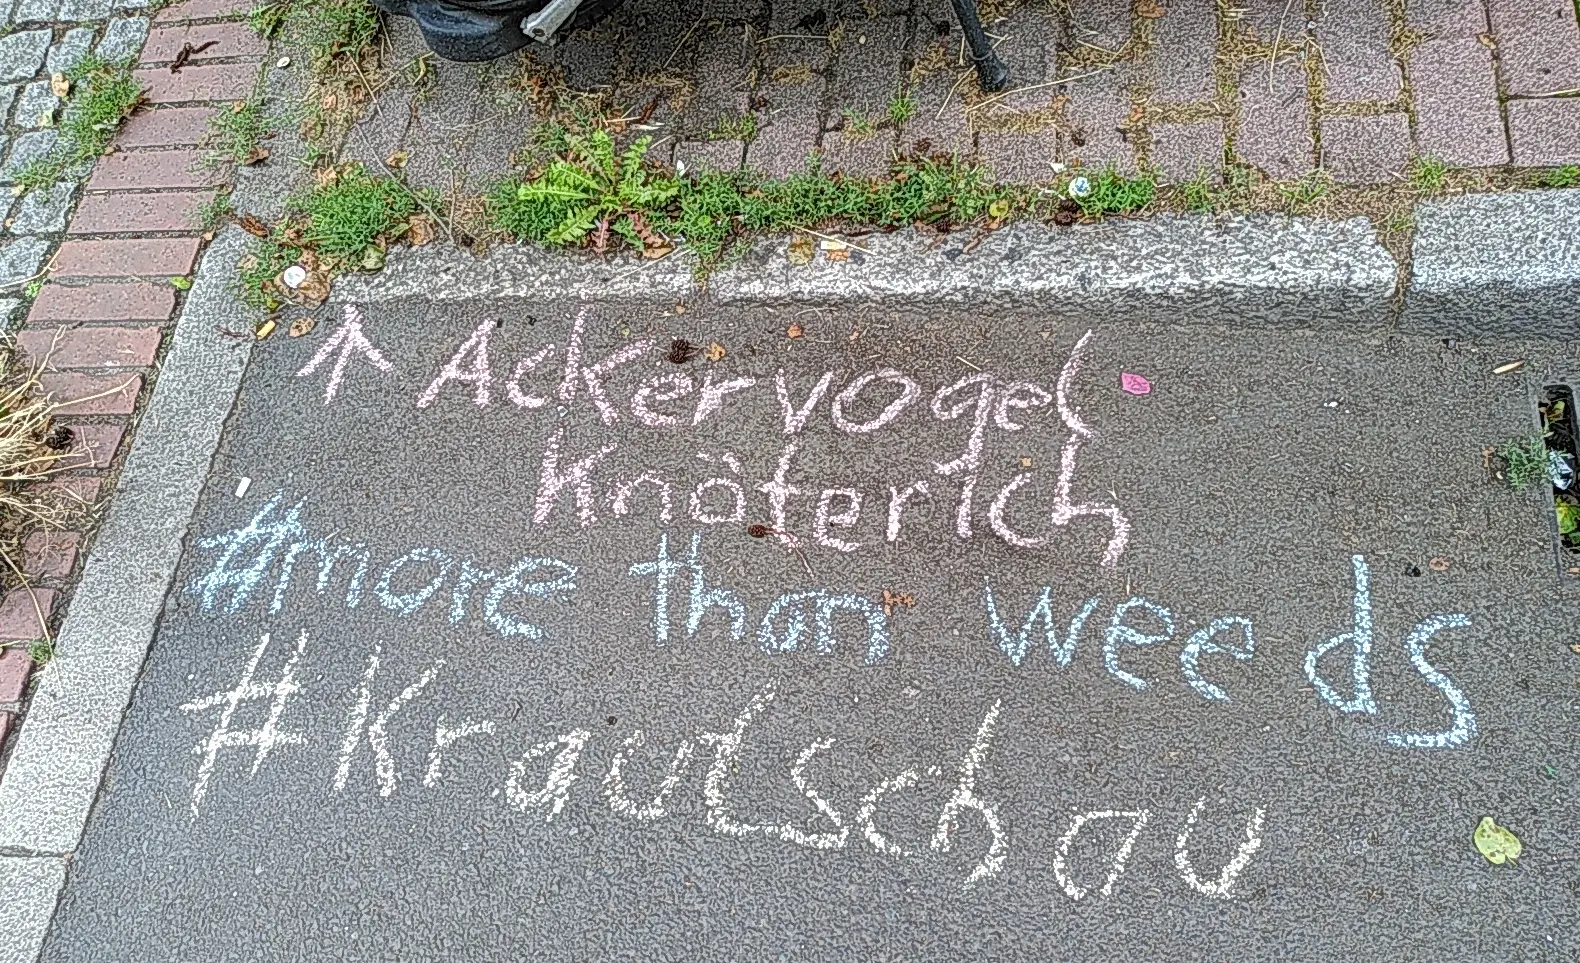 ↑ Ackervogel
Knöterich
#more than weeds
#Krautschau